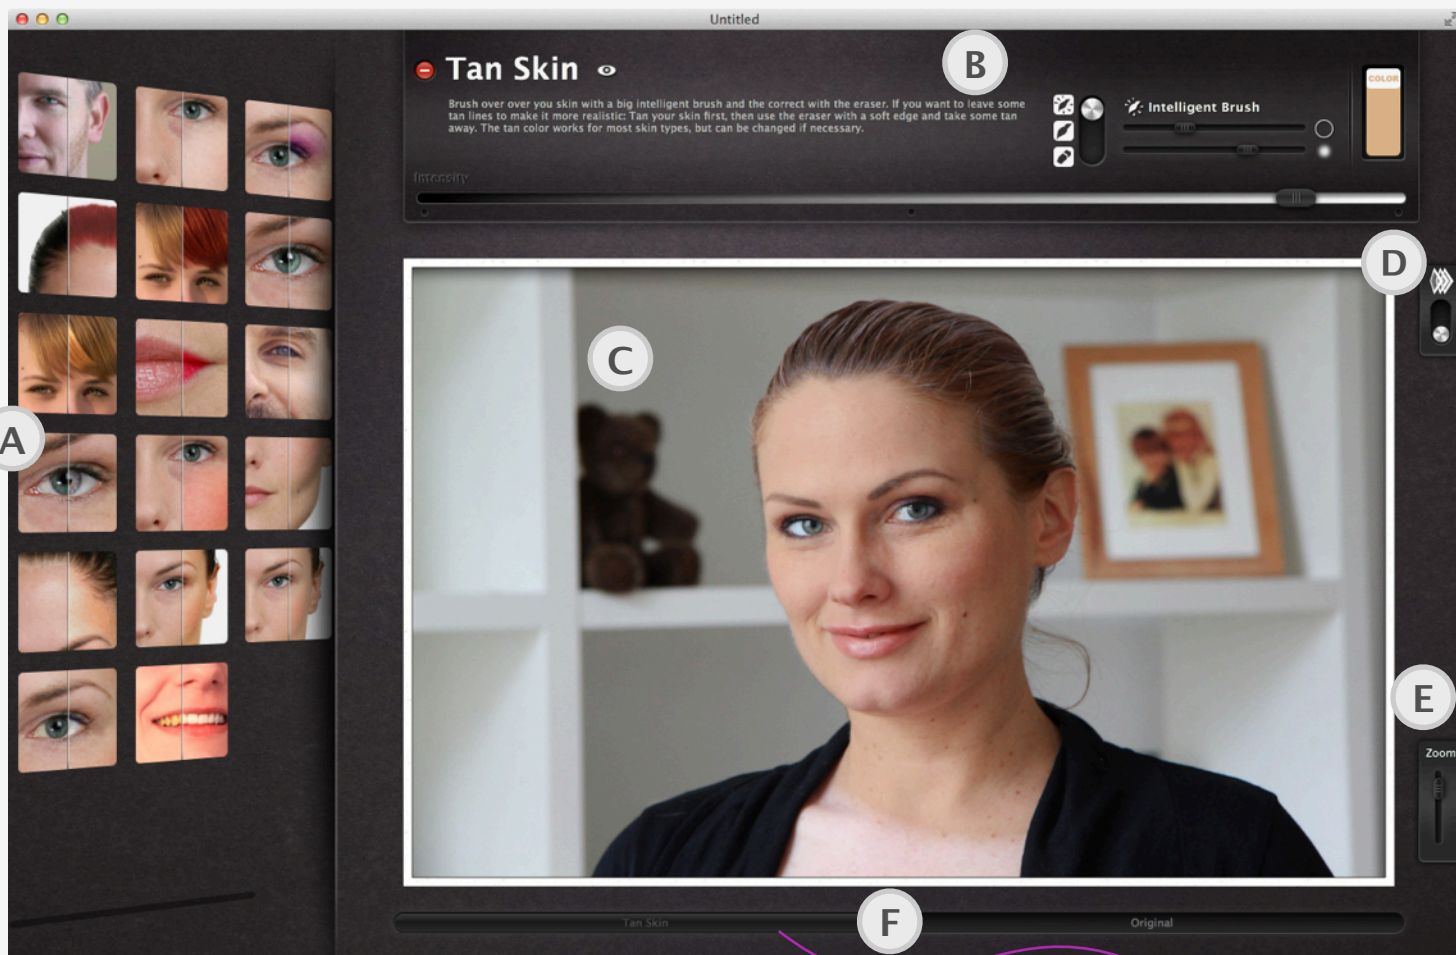 Untitled
B
Tan Skin
COLOR
Brush over over you skin with a big intelligent brush and the correct with the eraser. If you want to leave some
tan lines to make it more realistic: Tan your skin first, then use the eraser with a soft edge and take some tan
away. The tan color works for most skin types, but can be changed if necessary.
Intelligent Brush
Intensity
D
C
A
E
Zoom
F
Tan Skin
Original